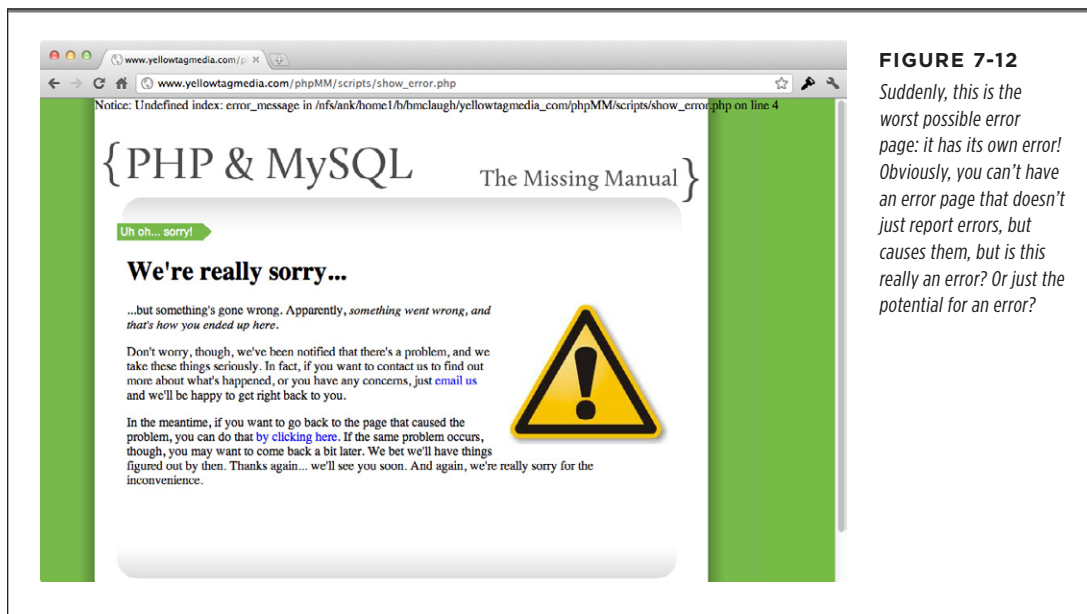 www.yellowtagmedia.com/p
www.yellowtagmedia.com/phpMM/scripts/show_error.php
Notice: Undefined index: error_message in /nfs/ank/home1/b/bmclaugh/yellowtagmedia_com/phpMM/scripts/show_error.php on line 4
{PHP & MySQL
The Missing Manual}
Uh oh... sorry!
We're really sorry...
...but something's gone wrong. Apparently, something went wrong, and
that's how you ended up here.
Don't worry, though, we've been notified that there's a problem, and we
take these things seriously. In fact, if you want to contact us to find out
more about what's happened, or you have any concerns, just email us
and we'll be happy to get right back to you.
In the meantime, if you want to go back to the page that caused the
problem, you can do that by clicking here. If the same problem occurs,
though, you may want to come back a bit later. We bet we'll have things
figured out by then. Thanks again... we'll see you soon. And again, we're really sorry for the
inconvenience.
FIGURE 7-12
Suddenly, this is the
worst possible error
page: it has its own error!
Obviously, you can't have
an error page that doesn't
just report errors, but
causes them, but is this
really an error? Or just the
potential for an error?